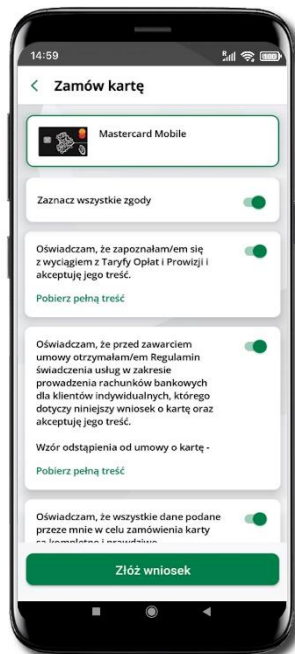 14:59
Zamów kartę
Mastercard Mobile
Zaznacz wszystkie zgody
Oświadczam, że zapoznałam/em się
z wyciągiem z Taryfy Opłat i Prowizji i
akceptuję jego treść.
Pobierz pełną treść
Oświadczam, że przed zawarciem
umowy otrzymałam/em Regulamin
świadczenia usług w zakresie
prowadzenia rachunków bankowych
dla klientów indywidualnych, którego
dotyczy niniejszy wniosek o kartę oraz
akceptuję jego treść.
Wzór odstąpienia od umowy o kartę -
Pobierz pełną treść
Oświadczam, że wszystkie dane podane
przeze mnie w celu zamówienia karty
są kompletne i prawdziwe
Złóż wniosek